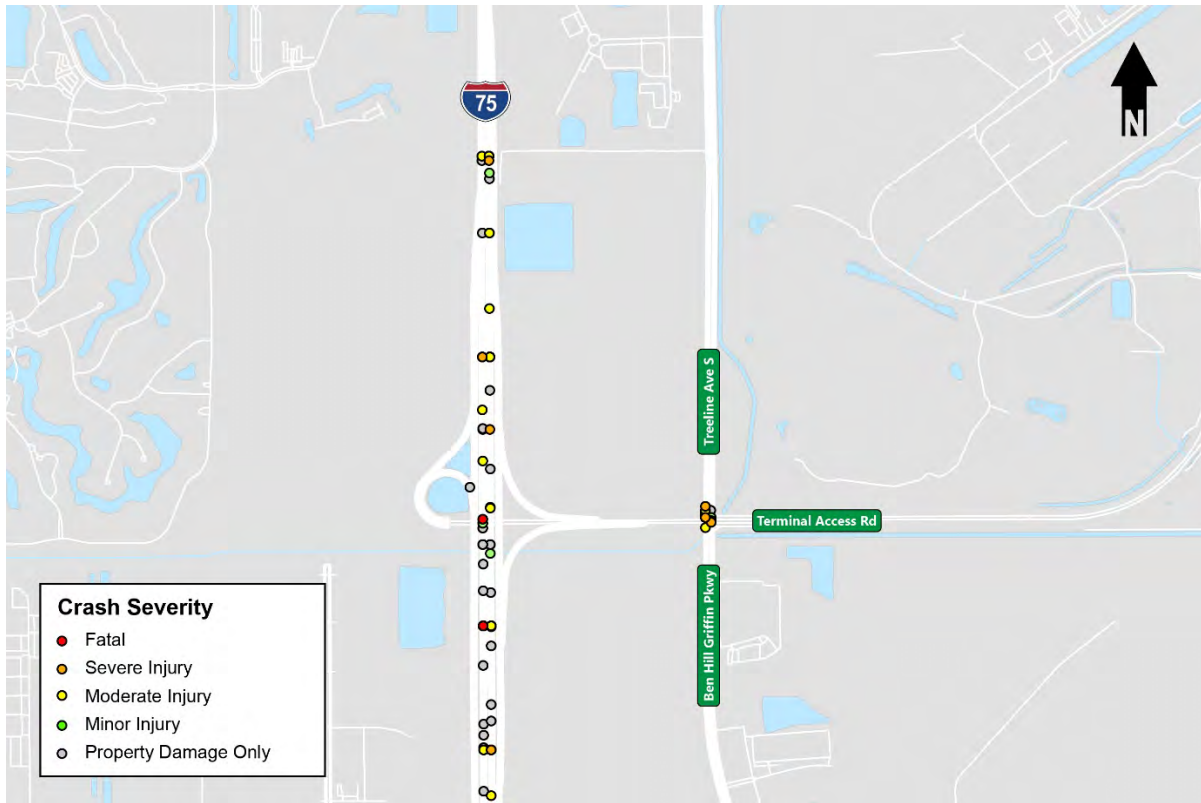 75
N
Treeline Ave S
Terminal Access Rd
Ben Hill Griffin Pkwy
Crash Severity
Fatal
Severe Injury
Moderate Injury
Minor Injury
Property Damage Only